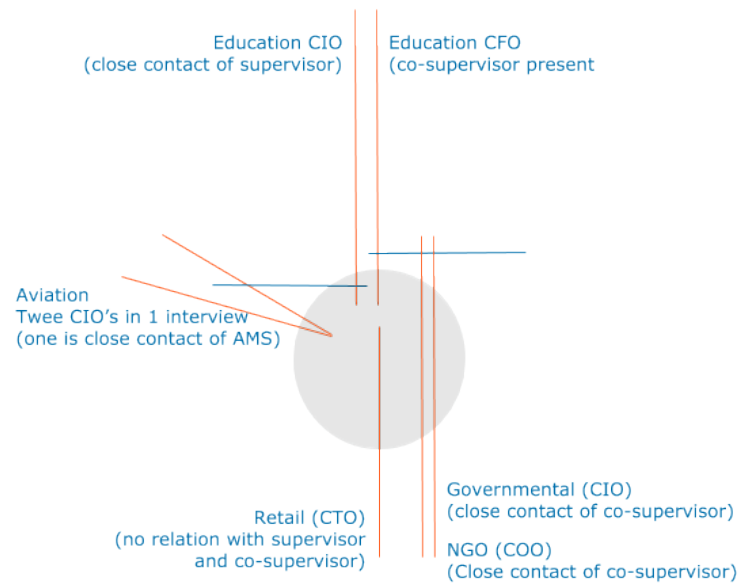 Education CIO
(close contact of supervisor)
Education CFO
(co-supervisor present
Aviation
Twee CIO's in 1 interview
(one is close contact of AMS)
Retail (CTO)
(no relation with supervisor
and co-supervisor)
Governmental (CIO)
(close contact of co-supervisor)
NGO (COO)
(Close contact of co-supervisor)